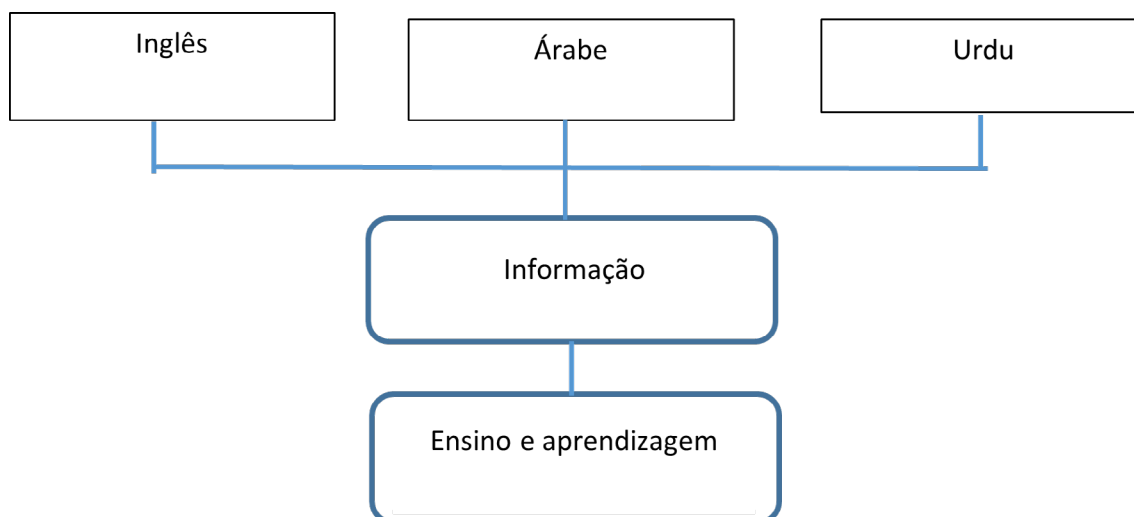 Inglês
Árabe
Urdu
Informação
Ensino e aprendizagem